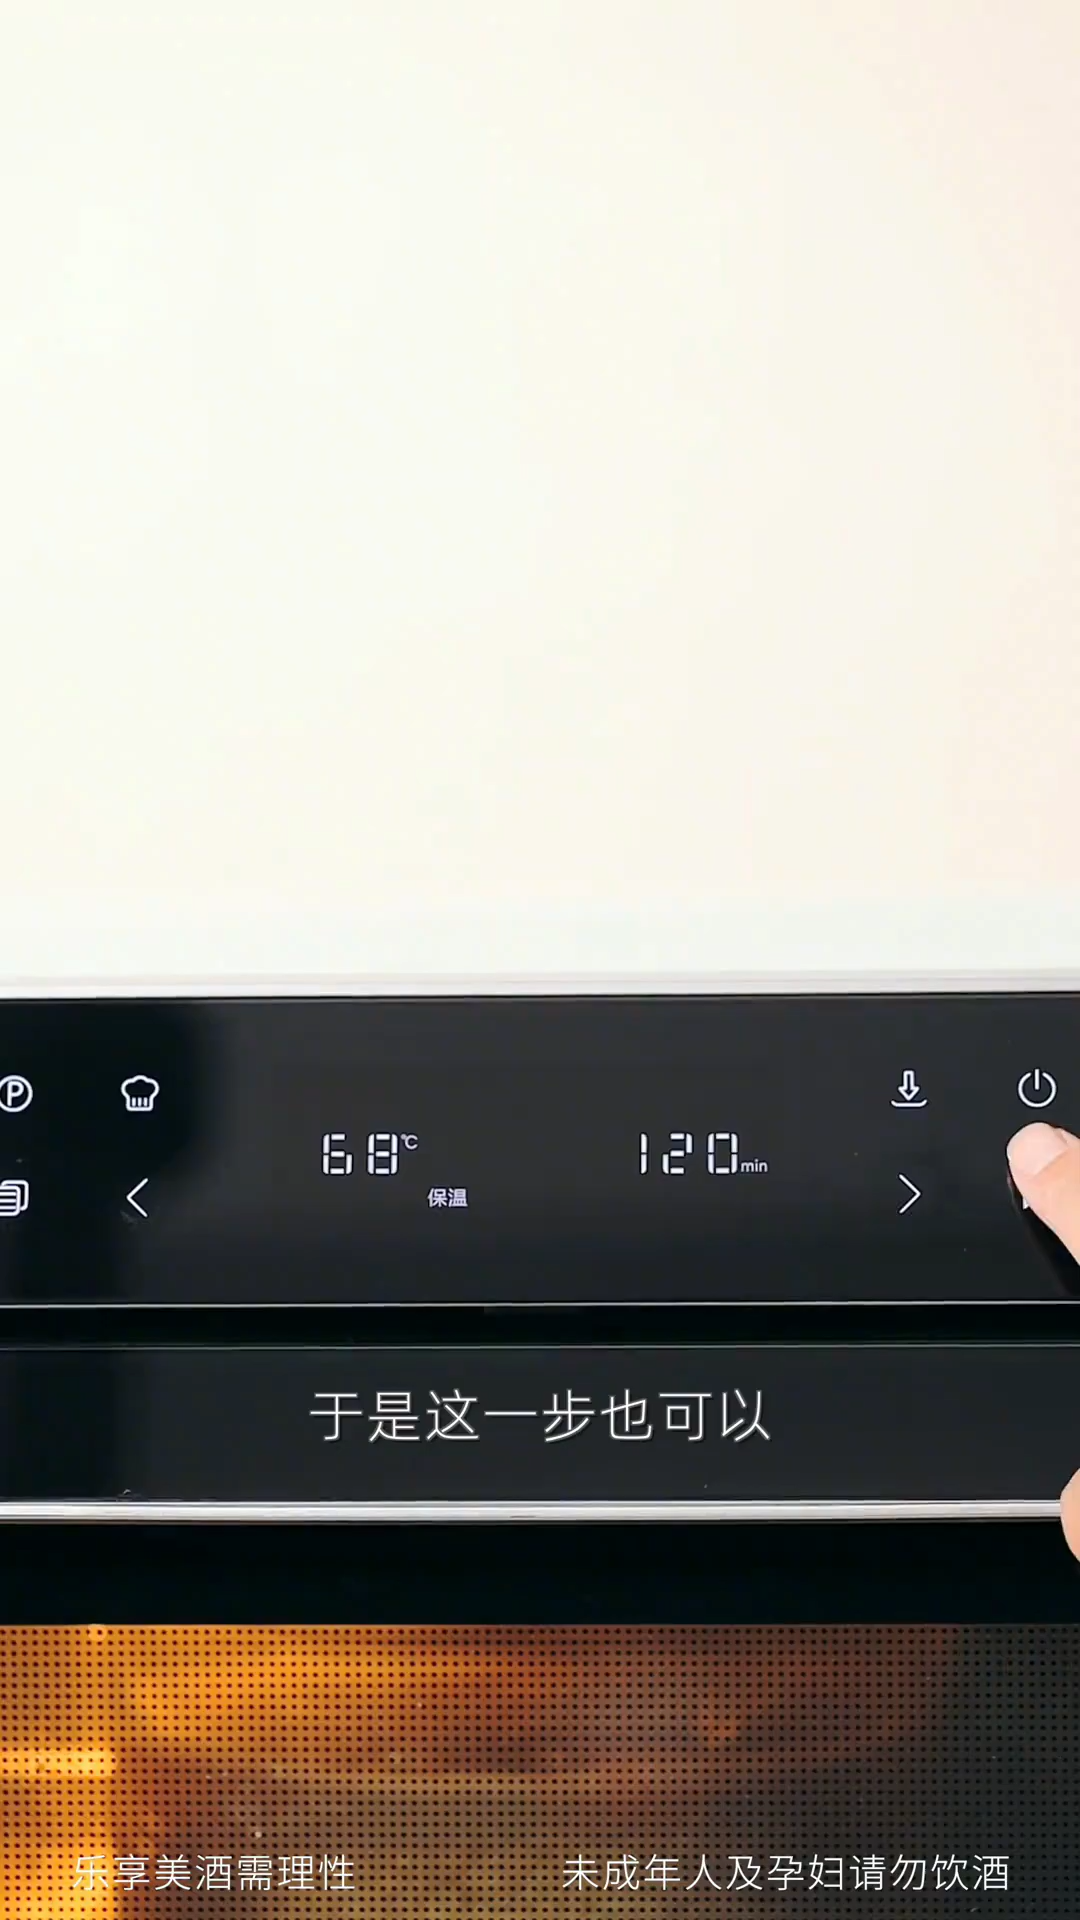 P
68℃
120min
保温
于是这一步也可以
乐享美酒需理性
未成年人及孕妇请勿饮酒